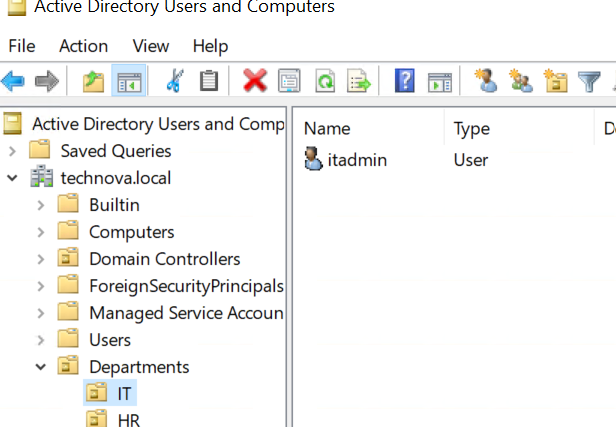 Active Directory Users and Computers
File Action View Help
Active Directory Users and Comp
Saved Queries
technova.local
Builtin
Computers
Domain Controllers
ForeignSecurityPrincipals
Managed Service Accoun
Users
Departments
IT
HR
Name Type D
itadmin User